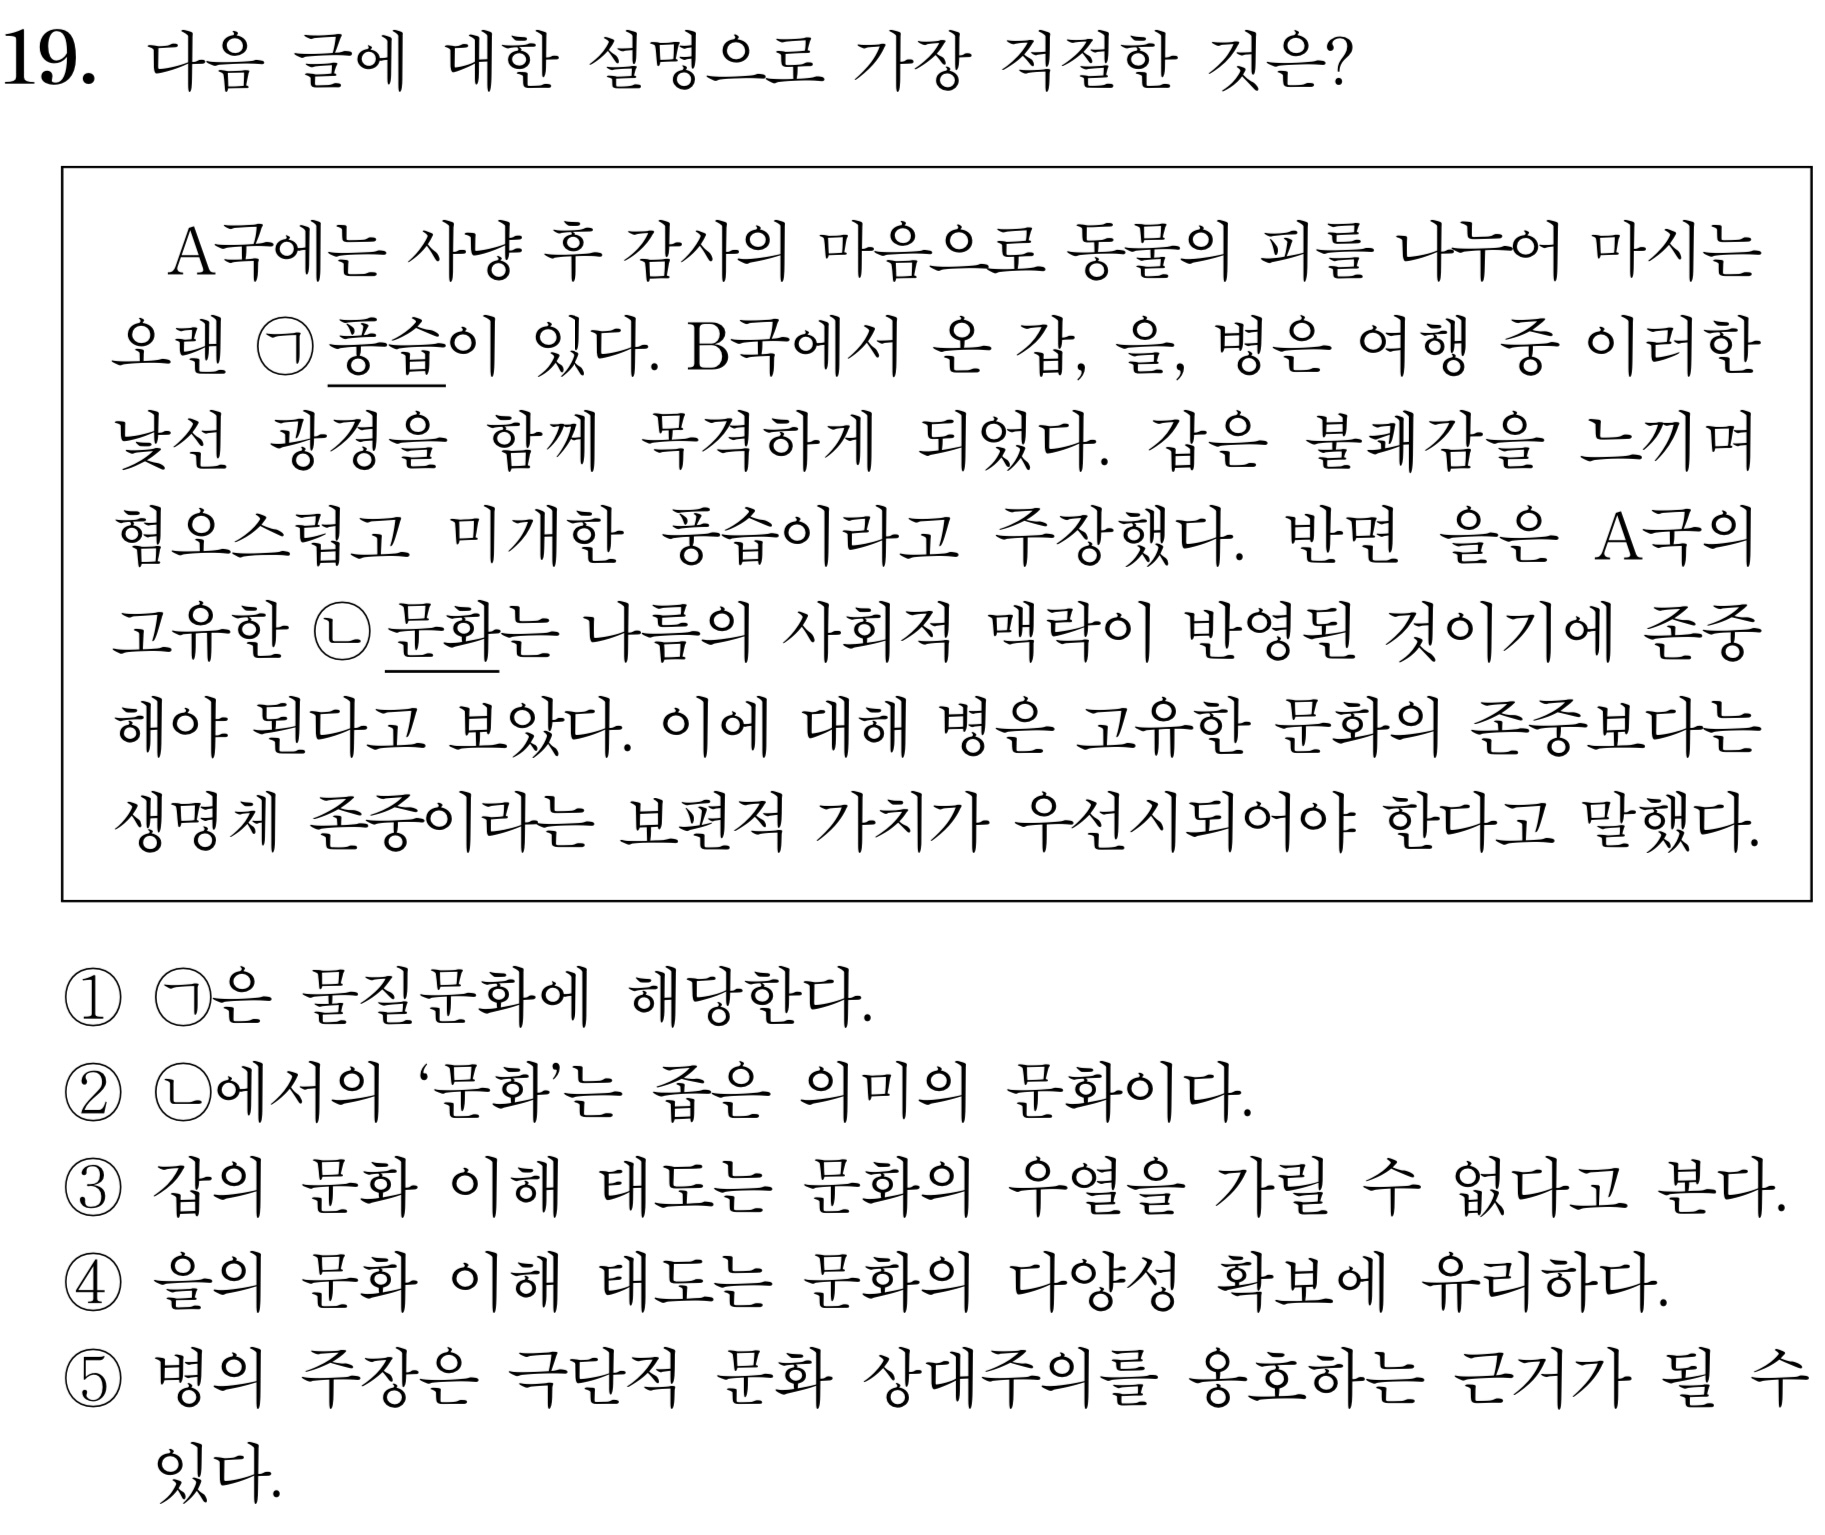 19. 다음 글에 대한 설명으로 가장 적절한 것은?
A국에는 사냥 후 감사의 마음으로 동물의 피를 나누어 마시는
오랜 ㉠풍습이 있다. B국에서 온 갑, 을, 병은 여행 중 이러한
낯선 광경을 함께 목격하게 되었다. 갑은 불쾌감을 느끼며
혐오스럽고 미개한 풍습이라고 주장했다. 반면 을은 A국의
고유한 ㉡문화는 나름의 사회적 맥락이 반영된 것이기에 존중
해야 된다고 보았다. 이에 대해 병은 고유한 문화의 존중보다는
생명체 존중이라는 보편적 가치가 우선시되어야 한다고 말했다.
① ㉠은 물질문화에 해당한다.
② ㉡에서의 ‘문화’는 좁은 의미의 문화이다.
③ 갑의 문화 이해 태도는 문화의 우열을 가릴 수 없다고 본다.
④ 을의 문화 이해 태도는 문화의 다양성 확보에 유리하다.
⑤ 병의 주장은 극단적 문화 상대주의를 옹호하는 근거가 될 수
있다.